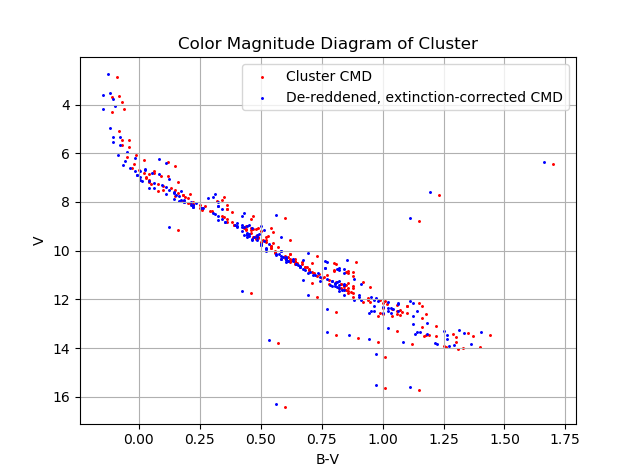 Color Magnitude Diagram of Cluster
Cluster CMD
De-reddened, extinction-corrected CMD
V
4
6
8
10
12
14
16
0.00 0.25 0.50 0.75 1.00 1.25 1.50 1.75
B-V